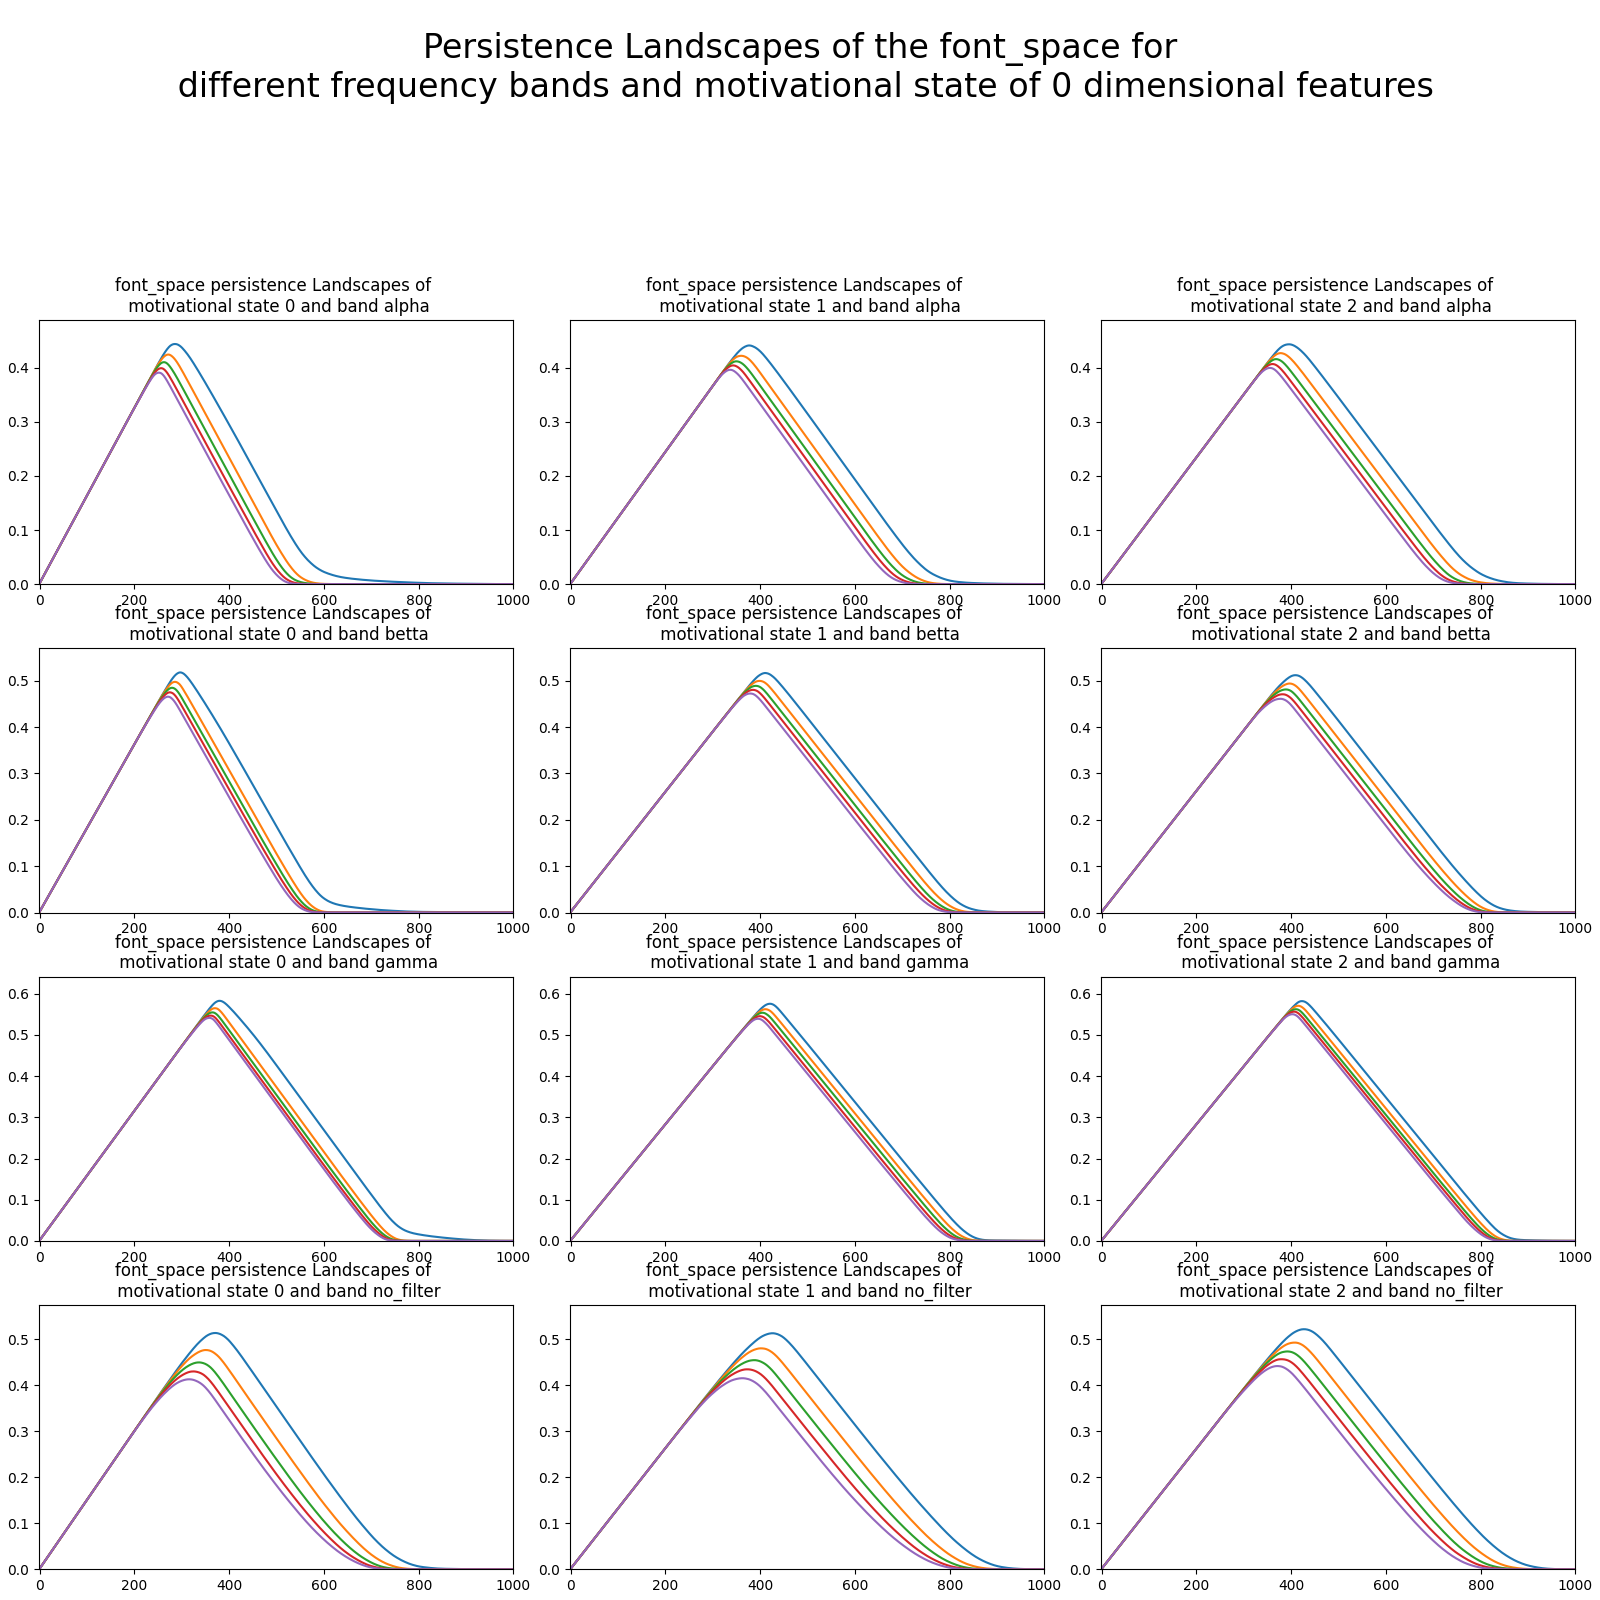 Persistence Landscapes of the font_space for
different frequency bands and motivational state of 0 dimensional features
font_space persistence Landscapes of
motivational state 0 and band alpha
0.4
0.3
0.2
0.1
0.0
0 200 400 600 800 1000
font_space persistence Landscapes of
motivational state 1 and band alpha
0.4
0.3
0.2
0.1
0.0
0 200 400 600 800 1000
font_space persistence Landscapes of
motivational state 2 and band alpha
0.4
0.3
0.2
0.1
0.0
0 200 400 600 800 1000
font_space persistence Landscapes of
motivational state 0 and band betta
0.5
0.4
0.3
0.2
0.1
0.0
0 200 400 600 800 1000
font_space persistence Landscapes of
motivational state 1 and band betta
0.5
0.4
0.3
0.2
0.1
0.0
0 200 400 600 800 1000
font_space persistence Landscapes of
motivational state 2 and band betta
0.5
0.4
0.3
0.2
0.1
0.0
0 200 400 600 800 1000
font_space persistence Landscapes of
motivational state 0 and band gamma
0.6
0.5
0.4
0.3
0.2
0.1
0.0
0 200 400 600 800 1000
font_space persistence Landscapes of
motivational state 1 and band gamma
0.6
0.5
0.4
0.3
0.2
0.1
0.0
0 200 400 600 800 1000
font_space persistence Landscapes of
motivational state 2 and band gamma
0.6
0.5
0.4
0.3
0.2
0.1
0.0
0 200 400 600 800 1000
font_space persistence Landscapes of
motivational state 0 and band no_filter
0.5
0.4
0.3
0.2
0.1
0.0
0 200 400 600 800 1000
font_space persistence Landscapes of
motivational state 1 and band no_filter
0.5
0.4
0.3
0.2
0.1
0.0
0 200 400 600 800 1000
font_space persistence Landscapes of
motivational state 2 and band no_filter
0.5
0.4
0.3
0.2
0.1
0.0
0 200 400 600 800 1000